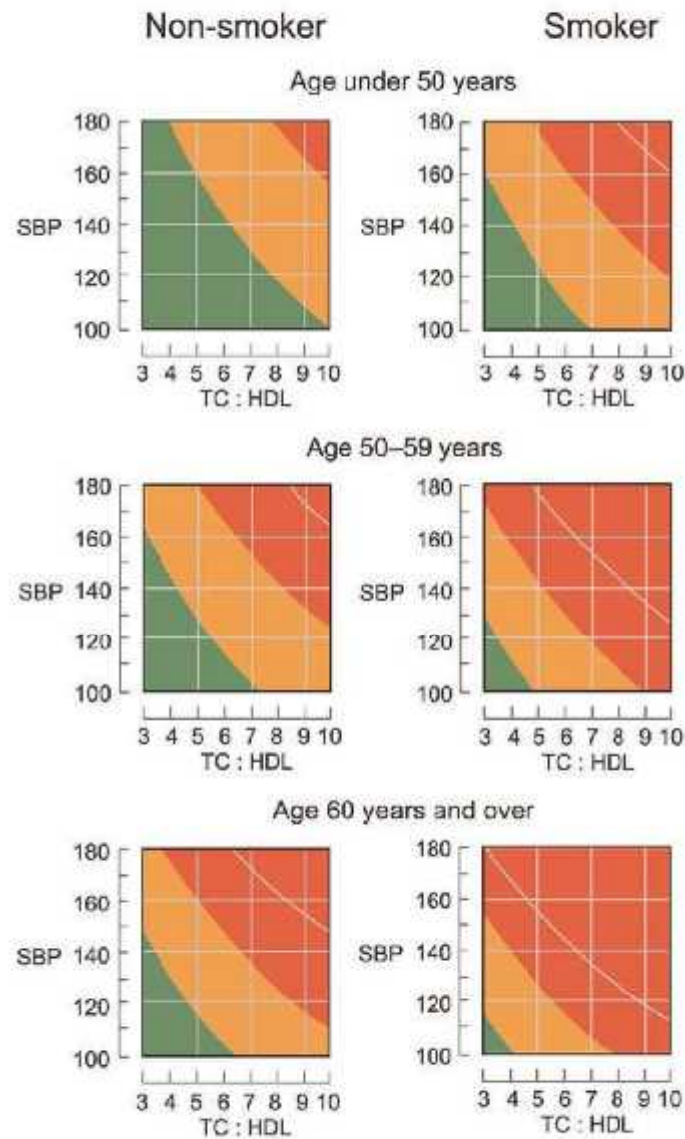 Non-smoker Smoker
Age under 50 years
180 180
160 160
SBP 140 SBP 140
120 120
100 100
3 4 5 6 7 8 9 10 3 4 5 6 7 8 9 10
TC : HDL TC : HDL
Age 50–59 years
180 180
160 160
SBP 140 SBP 140
120 120
100 100
3 4 5 6 7 8 9 10 3 4 5 6 7 8 9 10
TC : HDL TC : HDL
Age 60 years and over
180 180
160 160
SBP 140 SBP 140
120 120
100 100
3 4 5 6 7 8 9 10 3 4 5 6 7 8 9 10
TC : HDL TC : HDL